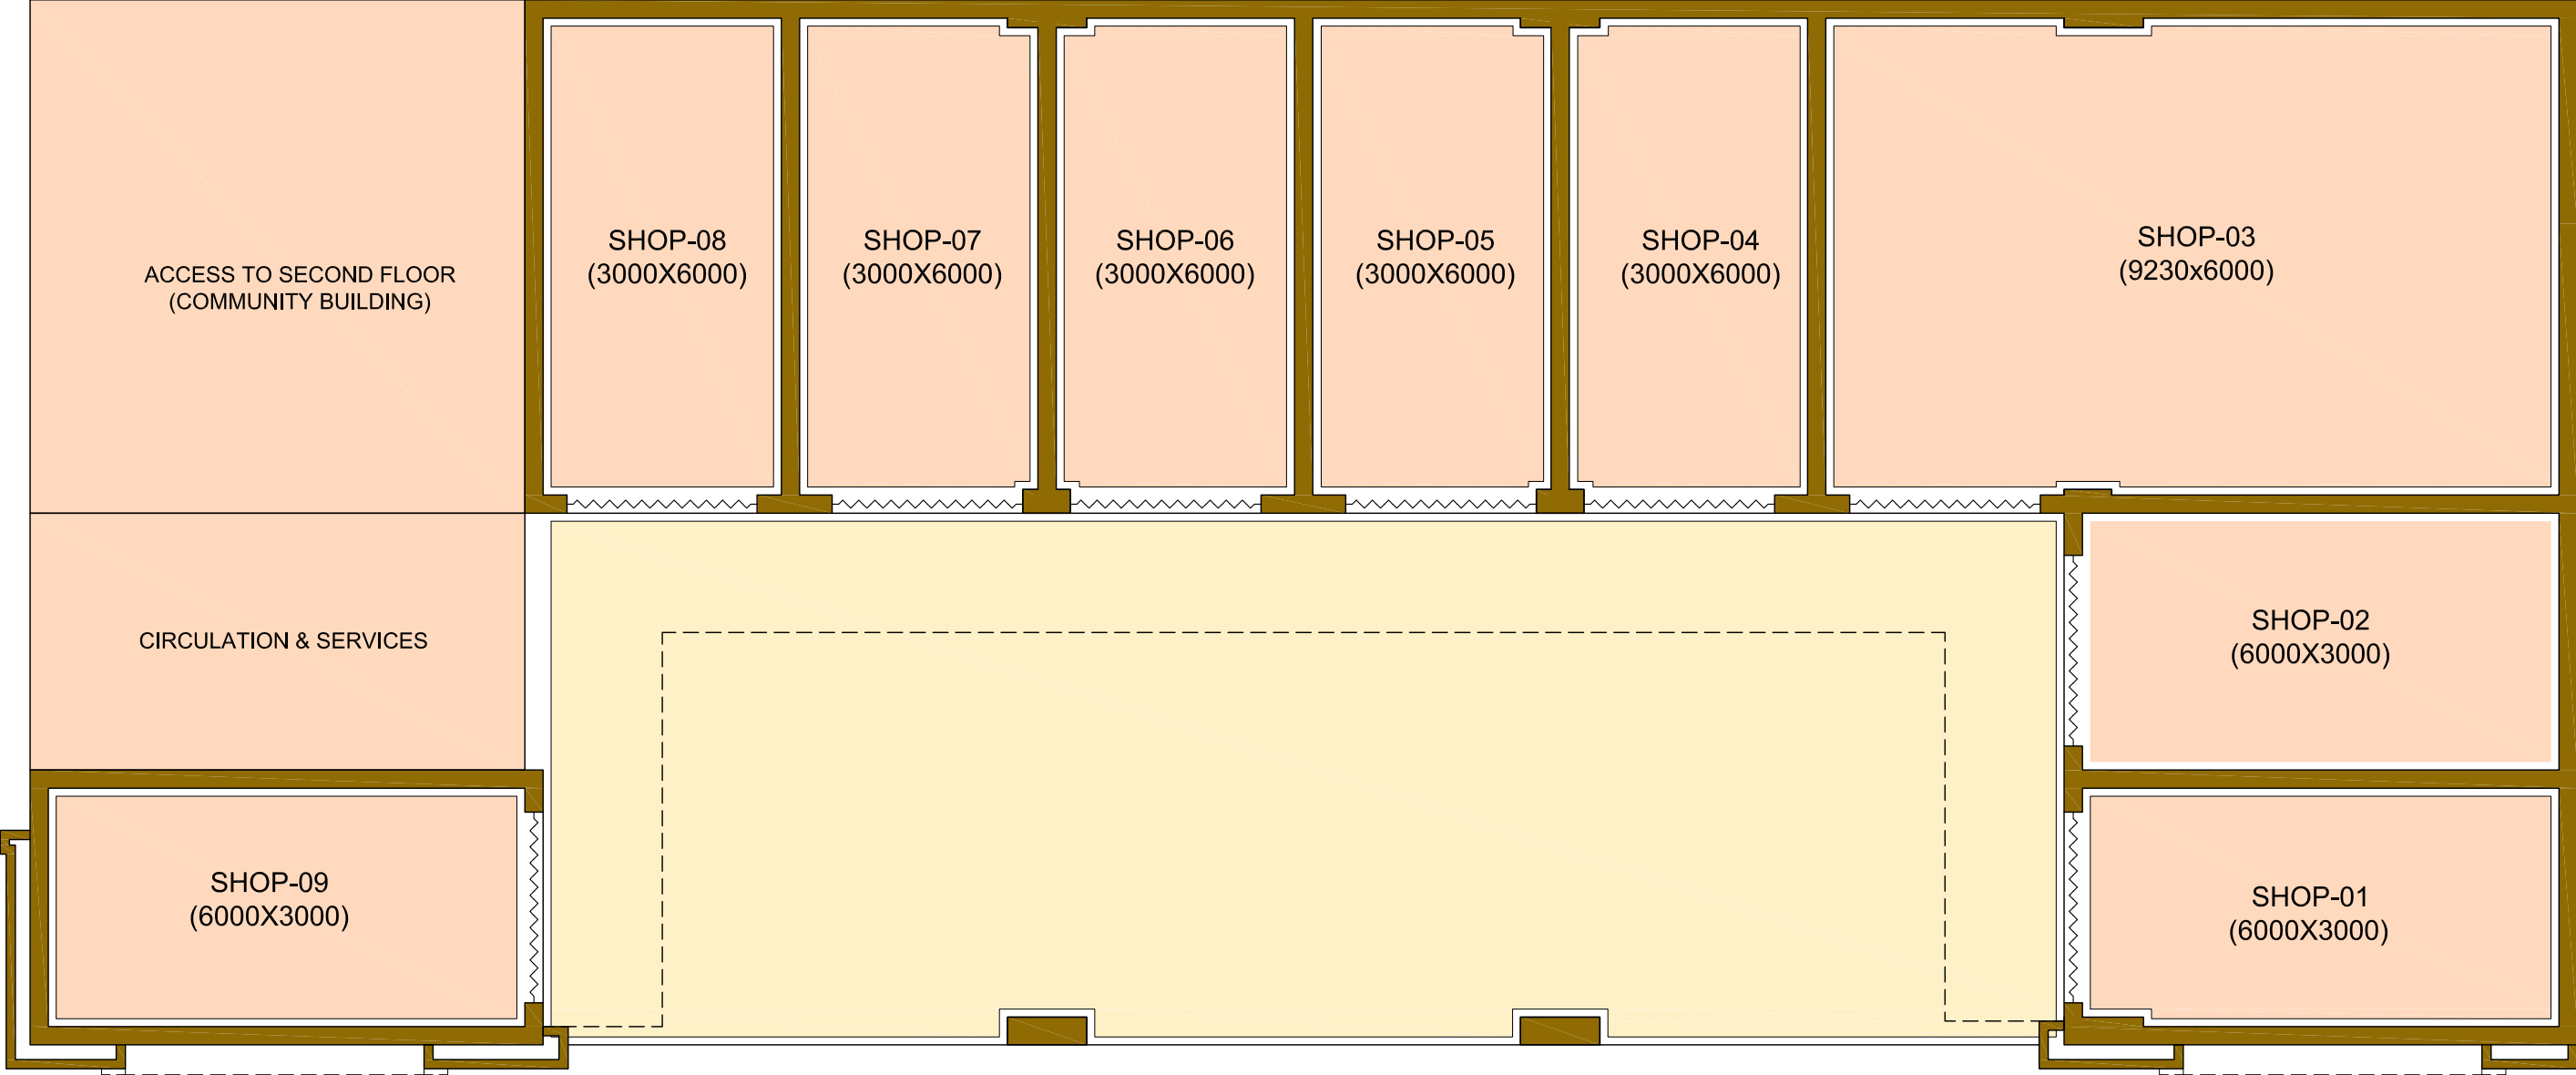 SHOP-08
(3000X6000)
SHOP-07
(3000X6000)
SHOP-06
(3000X6000)
SHOP-05
(3000X6000)
SHOP-04
(3000X6000)
SHOP-03
(9230x6000)
ACCESS TO SECOND FLOOR
(COMMUNITY BUILDING)
CIRCULATION & SERVICES
SHOP-02
(6000X3000)
SHOP-09
(6000X3000)
SHOP-01
(6000X3000)